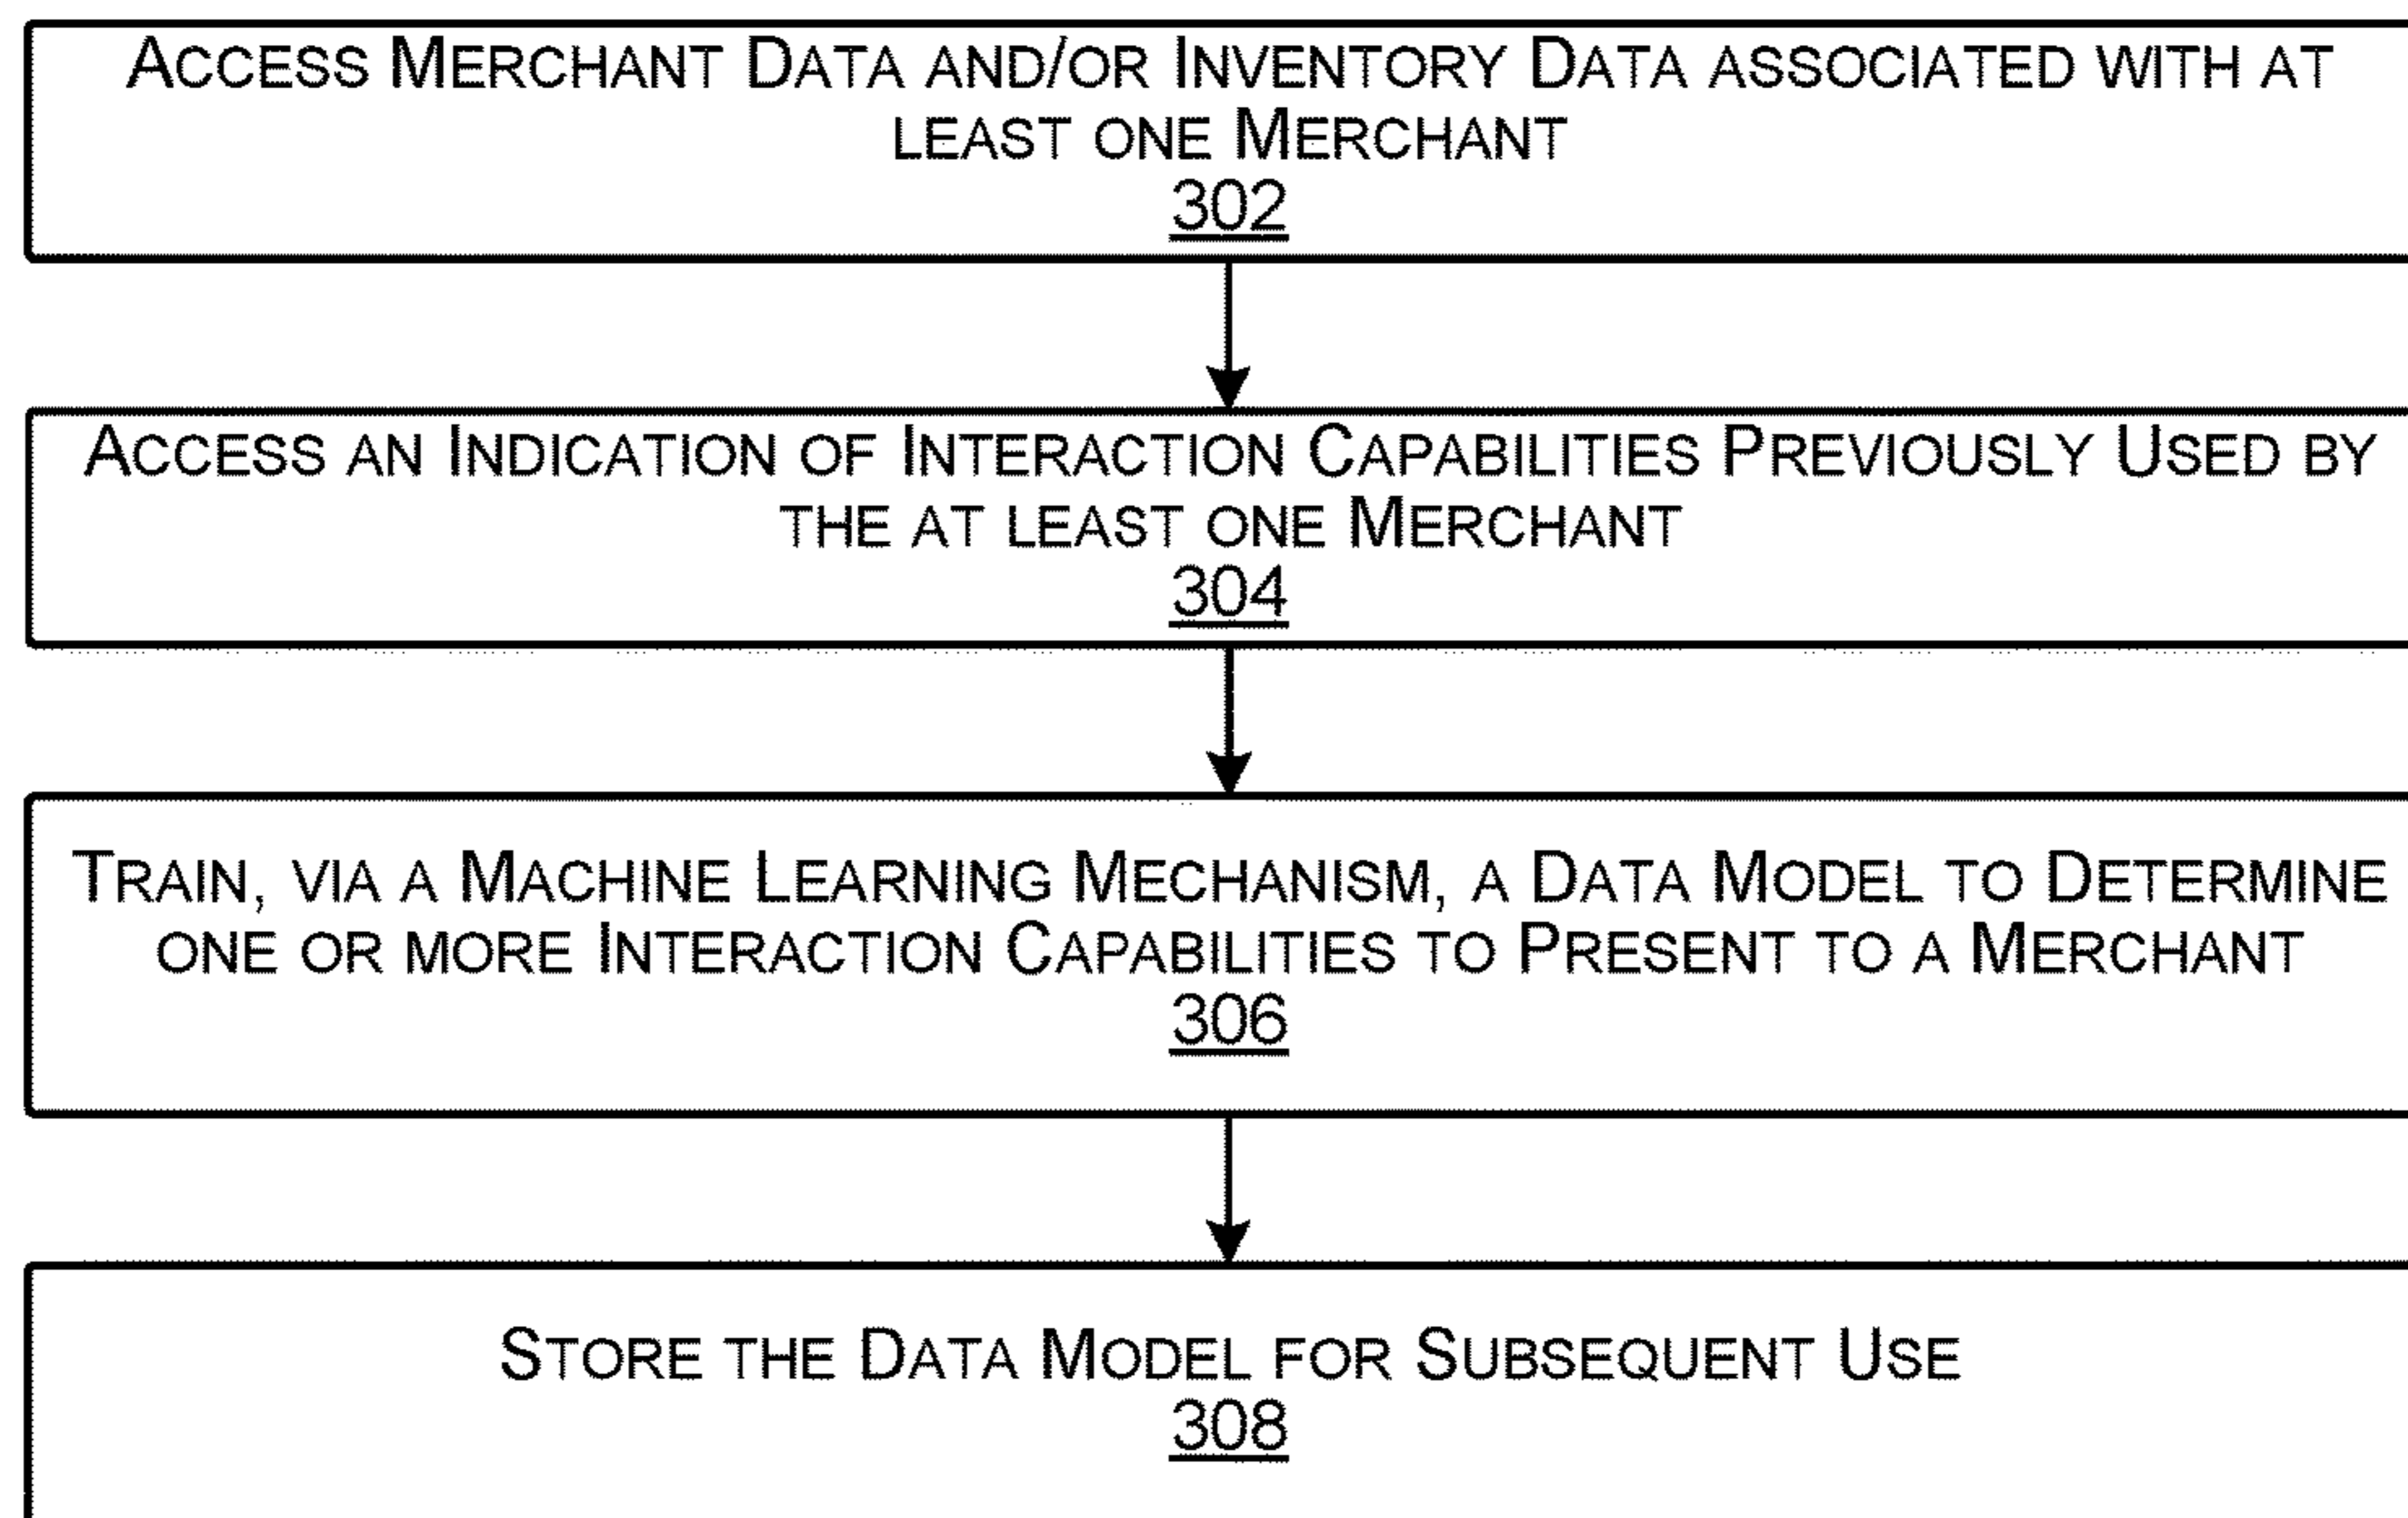 ACCESS MERCHANT DATA AND/OR INVENTORY DATA ASSOCIATED WITH AT
LEAST ONE MERCHANT
302
ACCESS AN INDICATION OF INTERACTION CAPABILITIES PREVIOUSLY USED BY
THE AT LEAST ONE MERCHANT
304
TRAIN, VIA A MACHINE LEARNING MECHANISM, A DATA MODEL TO DETERMINE
ONE OR MORE INTERACTION CAPABILITIES TO PRESENT TO A MERCHANT
306
STORE THE DATA MODEL FOR SUBSEQUENT USE
308